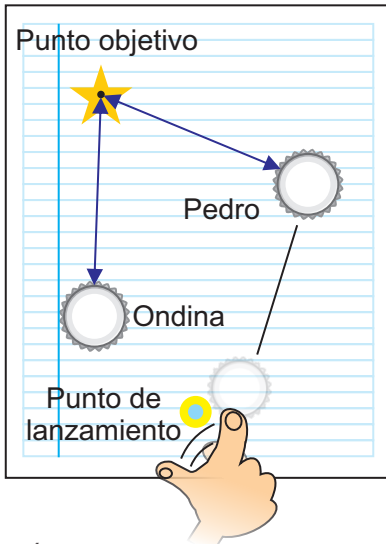 Punto objetivo
Pedro
Ondina
Punto de
lanzamiento